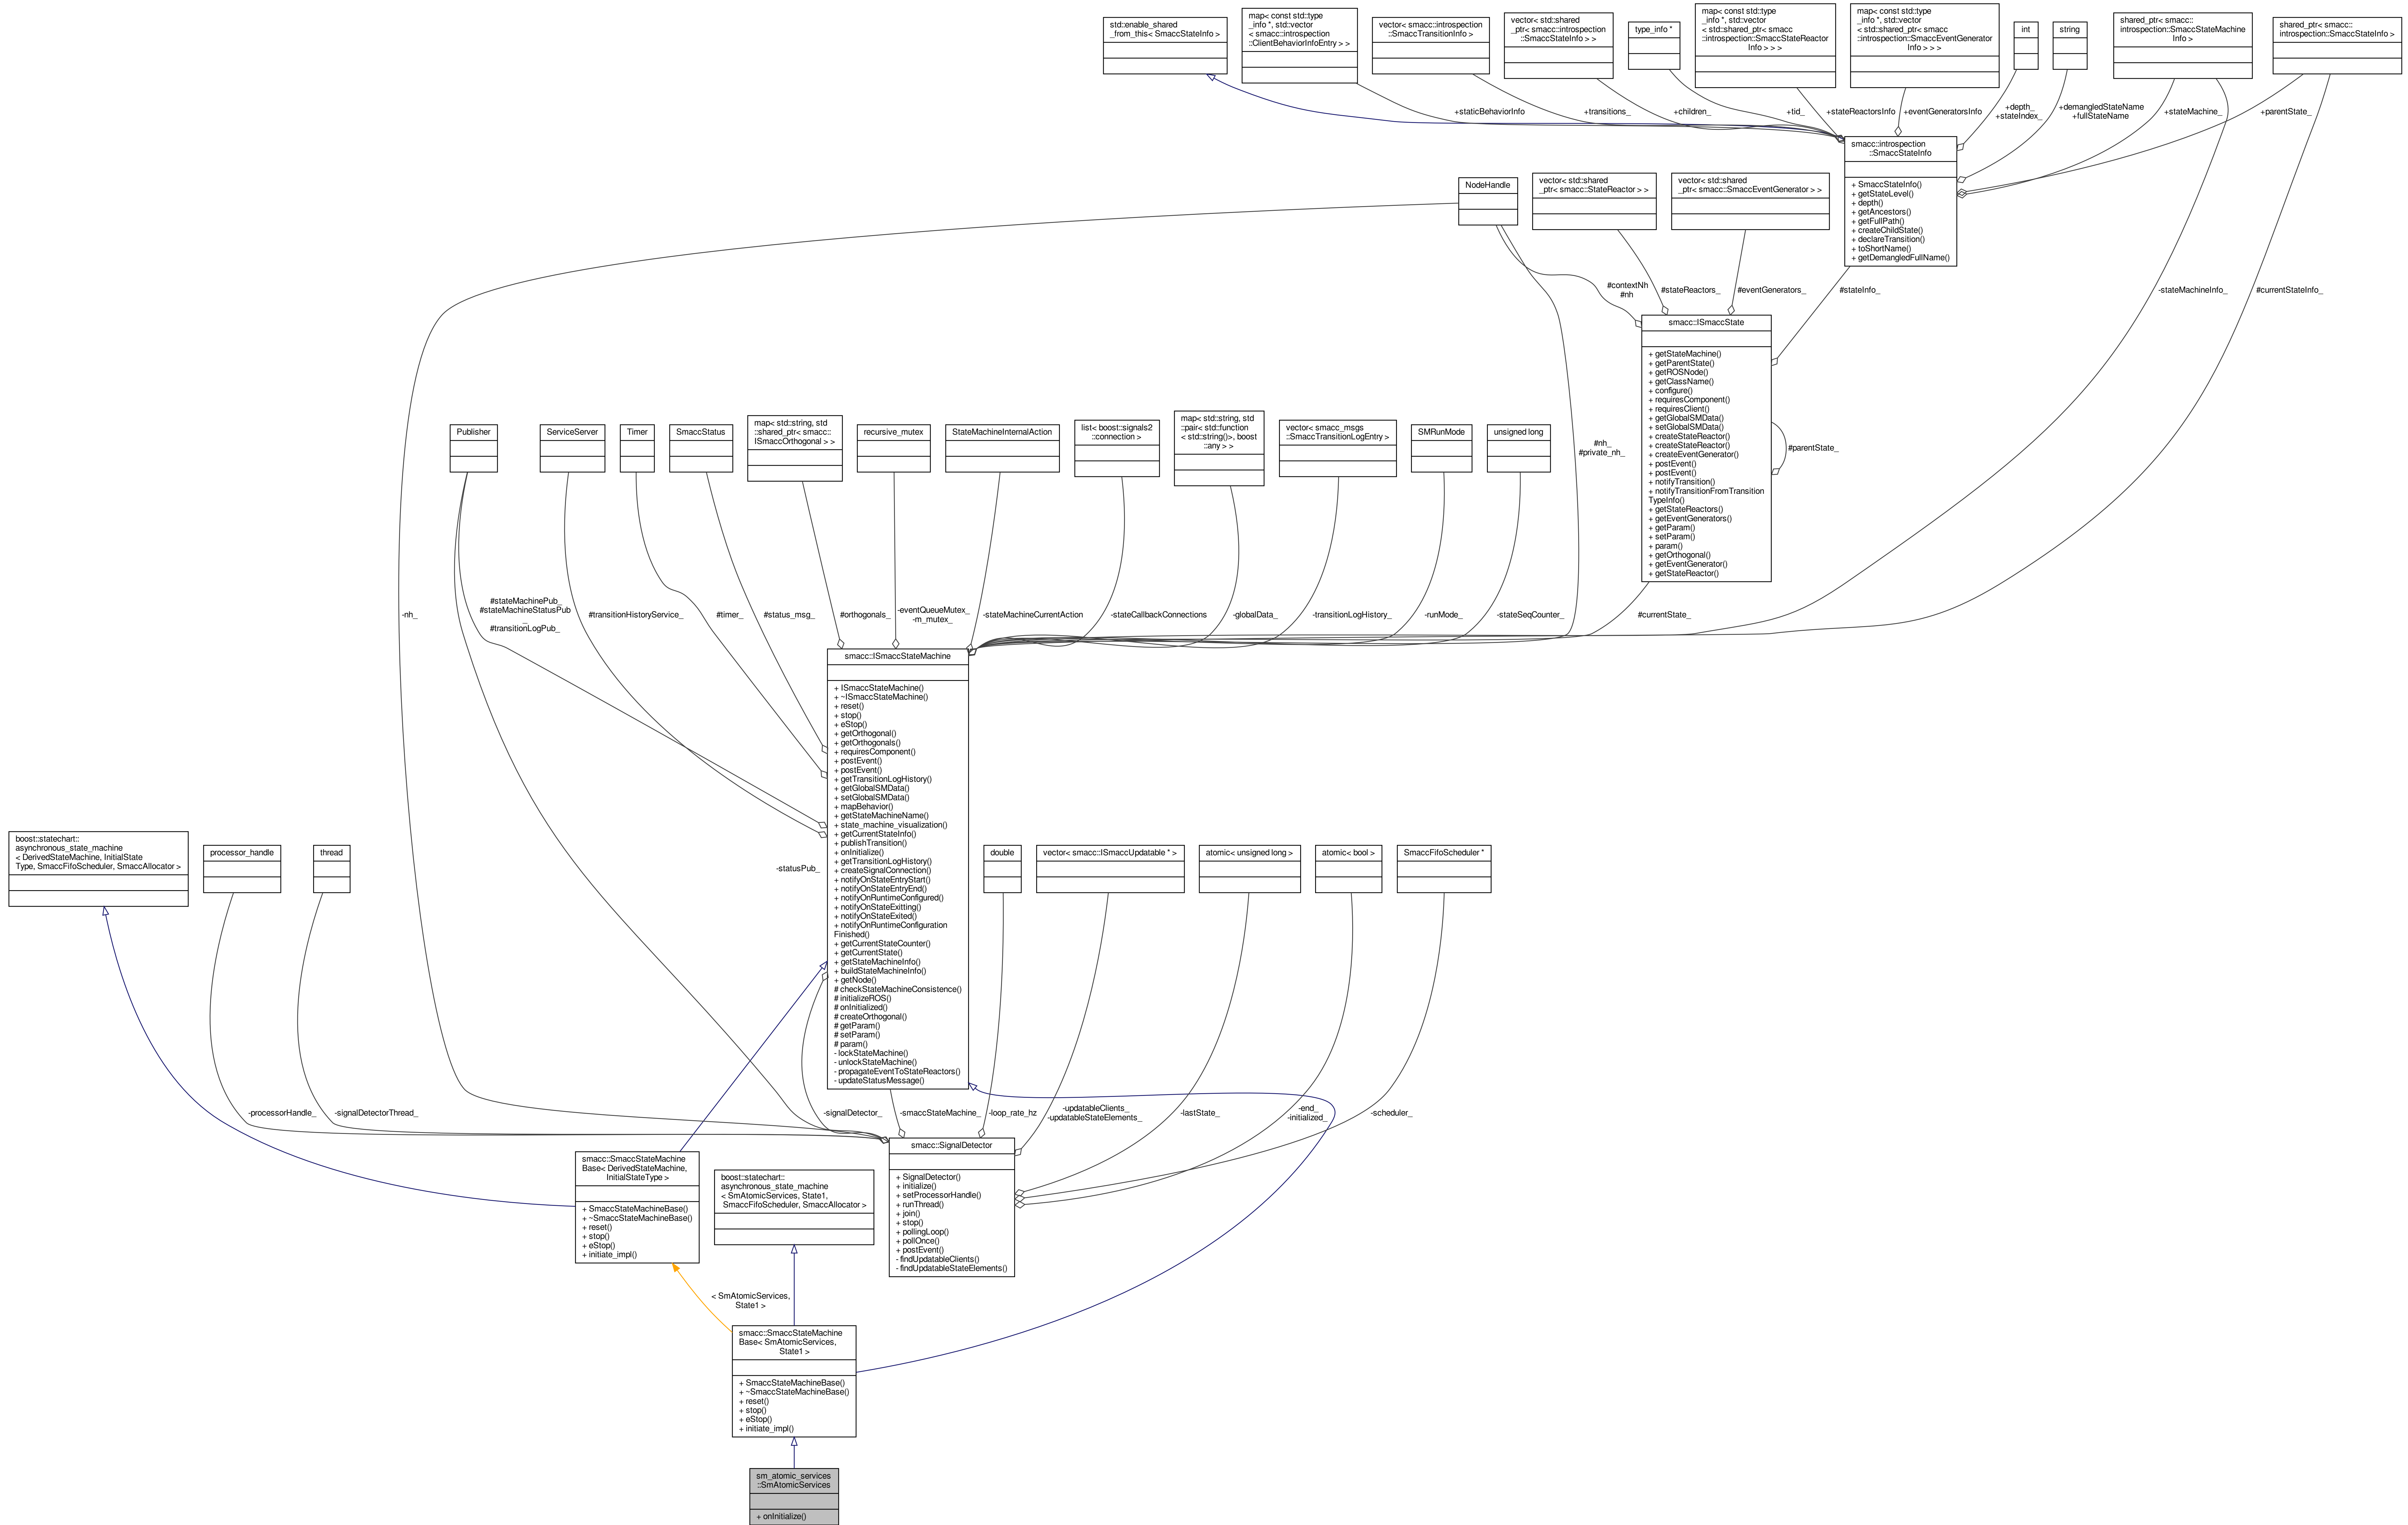 std::enable_shared
_from_this< SmaccStateInfo >
map< const std::type
_info *, std::vector
< smacc::introspection
::ClientBehaviorInfoEntry > >
vector< smacc::introspection
::SmaccTransitionInfo >
vector< std::shared
_ptr< smacc::introspection
::SmaccStateInfo > >
type_info *
map< const std::type
_info *, std::vector
< std::shared_ptr< smacc
::introspection::SmaccStateReactor
Info > > >
map< const std::type
_info *, std::vector
< std::shared_ptr< smacc
::introspection::SmaccEventGenerator
Info > > >
int
string
shared_ptr< smacc::
introspection::SmaccStateMachine
Info >
shared_ptr< smacc::
introspection::SmaccStateInfo >
+staticBehaviorInfo
+transitions_
+children_
+tid_
+stateReactorsInfo
+eventGeneratorsInfo
+depth_
+stateIndex_
+demangledStateName
+fullStateName
+stateMachine_
+parentState_
smacc::introspection
::SmaccStateInfo
+ SmaccStateInfo()
+ getStateLevel()
+ depth()
+ getAncestors()
+ getFullPath()
+ createChildState()
+ declareTransition()
+ toShortName()
+ getDemangledFullName()
NodeHandle
vector< std::shared
_ptr< smacc::StateReactor > >
vector< std::shared
_ptr< smacc::SmaccEventGenerator > >
#contextNh
#nh
#stateReactors_
#eventGenerators_
#stateInfo_
-stateMachineInfo_
#currentStateInfo_
smacc::ISmaccState
+ getStateMachine()
+ getParentState()
+ getROSNode()
+ getClassName()
+ configure()
+ requiresComponent()
+ requiresClient()
+ getGlobalSMData()
+ setGlobalSMData()
+ createStateReactor()
+ createStateReactor()
+ createEventGenerator()
+ postEvent()
+ postEvent()
+ notifyTransition()
+ notifyTransitionFromTransition
TypeInfo()
+ getStateReactors()
+ getEventGenerators()
+ getParam()
+ setParam()
+ param()
+ getOrthogonal()
+ getEventGenerator()
+ getStateReactor()
#parentState_
Publisher
ServiceServer
Timer
SmaccStatus
map< std::string, std
::shared_ptr< smacc::
ISmaccOrthogonal > >
recursive_mutex
StateMachineInternalAction
list< boost::signals2
::connection >
map< std::string, std
::pair< std::function
< std::string()>, boost
::any > >
vector< smacc_msgs
::SmaccTransitionLogEntry >
SMRunMode
unsigned long
#nh_
#private_nh_
-nh_
#stateMachinePub_
#stateMachineStatusPub
_
#transitionLogPub_
#transitionHistoryService_
#timer_
#status_msg_
#orthogonals_
-eventQueueMutex_
-m_mutex_
-stateMachineCurrentAction
-stateCallbackConnections
-globalData_
-transitionLogHistory_
-runMode_
-stateSeqCounter_
#currentState_
smacc::ISmaccStateMachine
+ ISmaccStateMachine()
+ ~ISmaccStateMachine()
+ reset()
+ stop()
+ eStop()
+ getOrthogonal()
+ getOrthogonals()
+ requiresComponent()
+ postEvent()
+ postEvent()
+ getTransitionLogHistory()
+ getGlobalSMData()
+ setGlobalSMData()
+ mapBehavior()
+ getStateMachineName()
+ state_machine_visualization()
+ getCurrentStateInfo()
+ publishTransition()
+ onInitialize()
+ getTransitionLogHistory()
+ createSignalConnection()
+ notifyOnStateEntryStart()
+ notifyOnStateEntryEnd()
+ notifyOnRuntimeConfigured()
+ notifyOnStateExitting()
+ notifyOnStateExited()
+ notifyOnRuntimeConfiguration
Finished()
+ getCurrentStateCounter()
+ getCurrentState()
+ getStateMachineInfo()
+ buildStateMachineInfo()
+ getNode()
# checkStateMachineConsistence()
# initializeROS()
# onInitialized()
# createOrthogonal()
# getParam()
# setParam()
# param()
- lockStateMachine()
- unlockStateMachine()
- propagateEventToStateReactors()
- updateStatusMessage()
boost::statechart::
asynchronous_state_machine
< DerivedStateMachine, InitialState
Type, SmaccFifoScheduler, SmaccAllocator >
processor_handle
thread
-statusPub_
double
vector< smacc::ISmaccUpdatable * >
atomic< unsigned long >
atomic< bool >
SmaccFifoScheduler *
-processorHandle_
-signalDetectorThread_
-signalDetector_
-smaccStateMachine_
-loop_rate_hz
-updatableClients_
-updatableStateElements_
-lastState_
-end_
-initialized_
-scheduler_
smacc::SmaccStateMachine
Base< DerivedStateMachine,
InitialStateType >
+ SmaccStateMachineBase()
+ ~SmaccStateMachineBase()
+ reset()
+ stop()
+ eStop()
+ initiate_impl()
boost::statechart::
asynchronous_state_machine
< SmAtomicServices, State1,
SmaccFifoScheduler, SmaccAllocator >
smacc::SignalDetector
+ SignalDetector()
+ initialize()
+ setProcessorHandle()
+ runThread()
+ join()
+ stop()
+ pollingLoop()
+ pollOnce()
+ postEvent()
- findUpdatableClients()
- findUpdatableStateElements()
< SmAtomicServices,
State1 >
smacc::SmaccStateMachine
Base< SmAtomicServices,
State1 >
+ SmaccStateMachineBase()
+ ~SmaccStateMachineBase()
+ reset()
+ stop()
+ eStop()
+ initiate_impl()
sm_atomic_services
::SmAtomicServices
+ onInitialize()